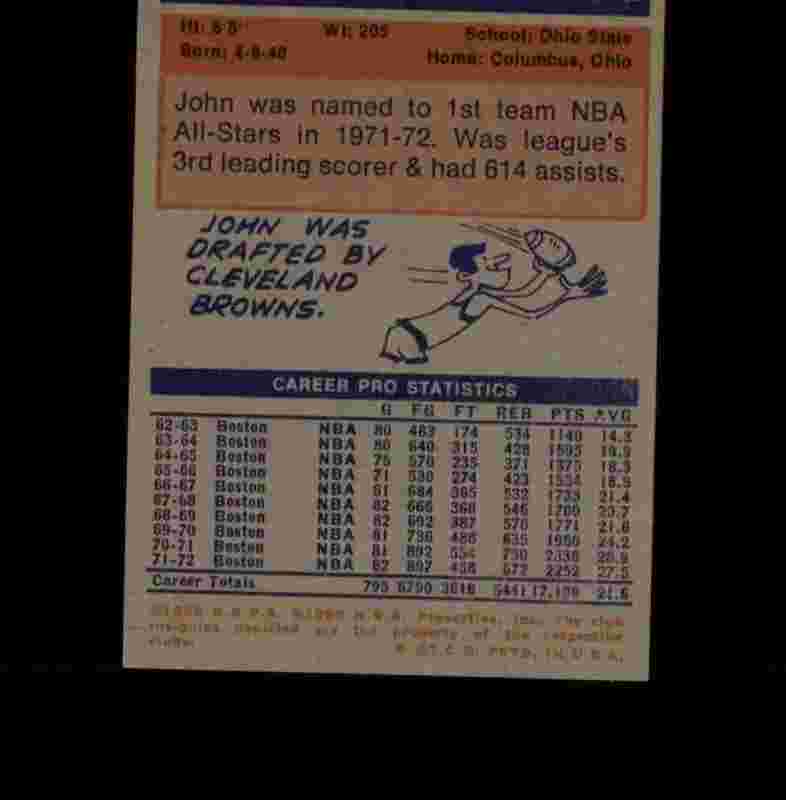 Ht: 6-5 Wt: 205 School: Ohio State
Born: 4-8-40 Home: Columbus, Ohio
John was named to 1st team NBA
All-Stars in 1971-72. Was league's
3rd leading scorer & had 614 assists.
JOHN WAS
DRAFTED BY
CLEVELAND
BROWNS.
CAREER PRO STATISTICS
G FG FT REB PTS AVG
62-63 Boston NBA 80 462 174 534 1140 14.3
63-64 Boston NBA 80 640 315 428 1595 19.9
64-65 Boston NBA 75 570 235 371 1375 18.3
65-66 Boston NBA 71 530 274 423 1534 18.9
66-67 Boston NBA 81 684 365 532 1733 21.4
67-68 Boston NBA 82 666 368 546 1700 20.7
68-69 Boston NBA 82 692 387 570 1771 21.6
69-70 Boston NBA 81 736 488 635 1960 24.2
70-71 Boston NBA 81 892 554 730 2338 28.9
71-72 Boston NBA 82 897 458 672 2252 27.5
Career Totals 795 3618 5441 21.6
N.B.P.A. N.B.A. Properties, Inc. The club
insignias depicted are the property of the respective
clubs.
© T.C.G. PRTD. IN U.S.A.